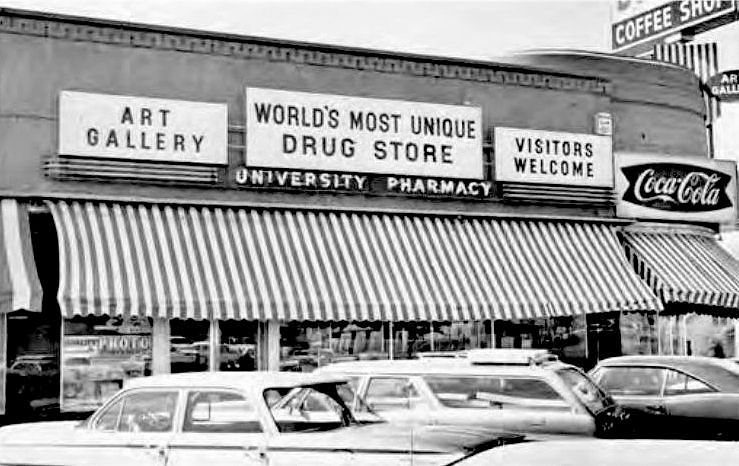 COFFEE SHOP
ART
GALLERY
WORLD'S MOST UNIQUE
DRUG STORE
VISITORS
WELCOME
UNIVERSITY PHARMACY
Coca-Cola
PHOTO